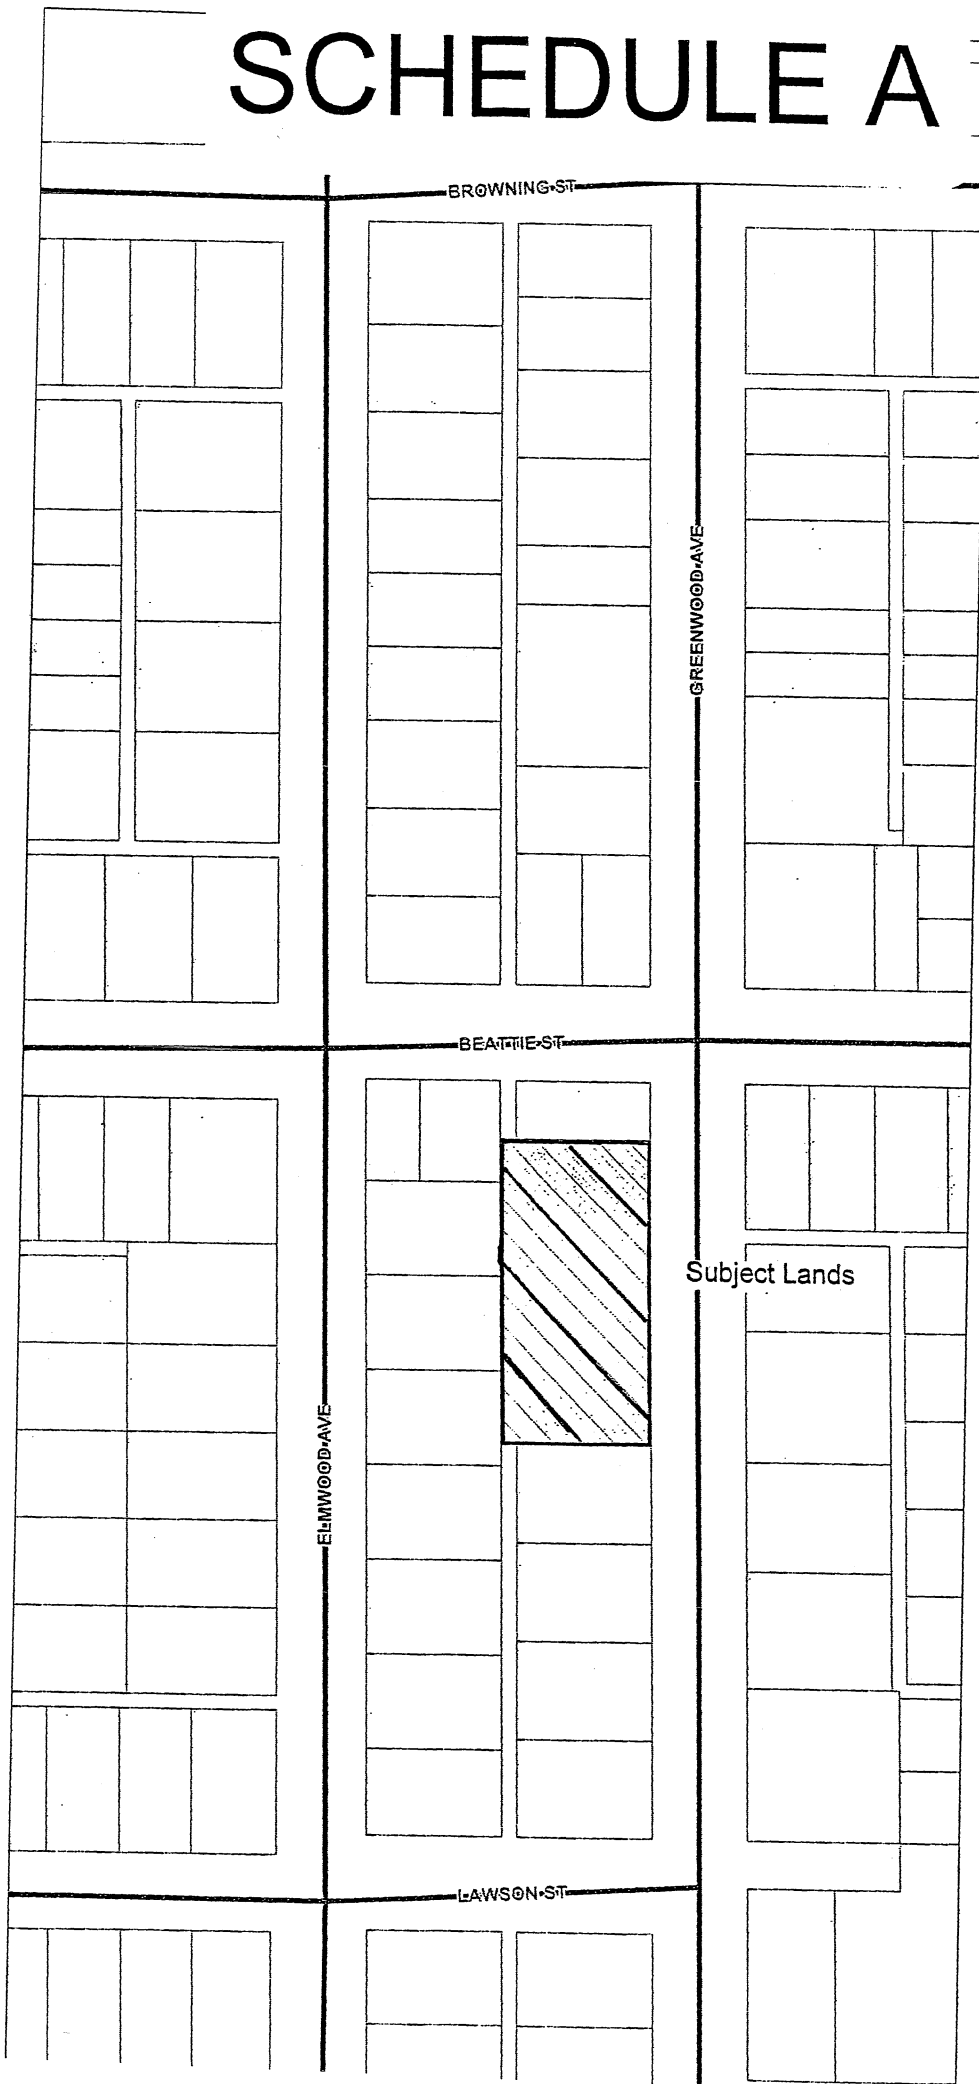 SCHEDULE A
BROWNING ST
GREENWOOD AVE
BEATTIE ST
Subject Lands
ELMWOOD AVE
LAWSON ST